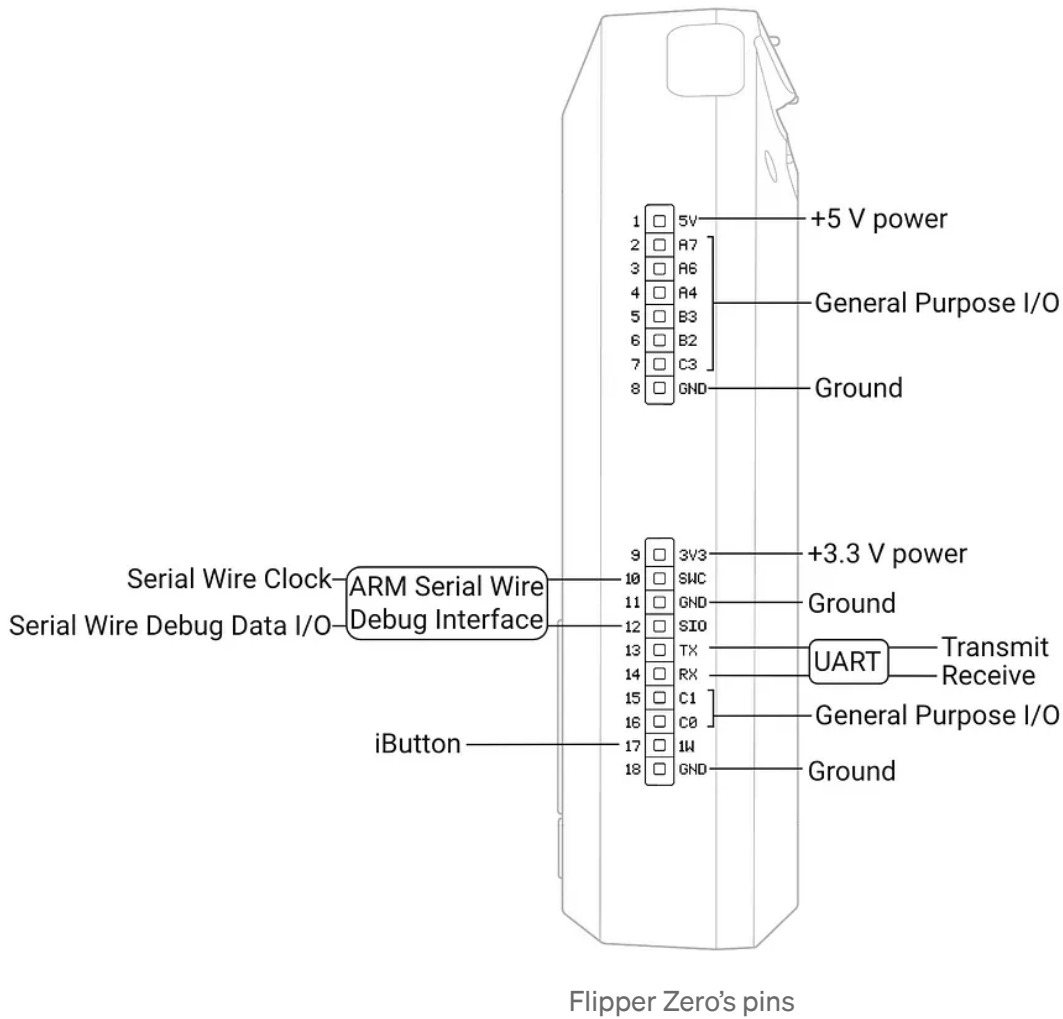 1 5V +5 V power
2 A7
3 A6
4 A4
General Purpose I/O
5 B3
6 B2
7 C3
8 GND Ground
9 3V3 +3.3 V power
Serial Wire Clock
ARM Serial Wire
Debug Interface
Serial Wire Debug Data I/O
10 SWC
11 GND Ground
12 SIO
13 TX
14 RX
UART
Transmit
Receive
15 C1
16 C0
General Purpose I/O
iButton 17 1W
18 GND Ground
Flipper Zero’s pins